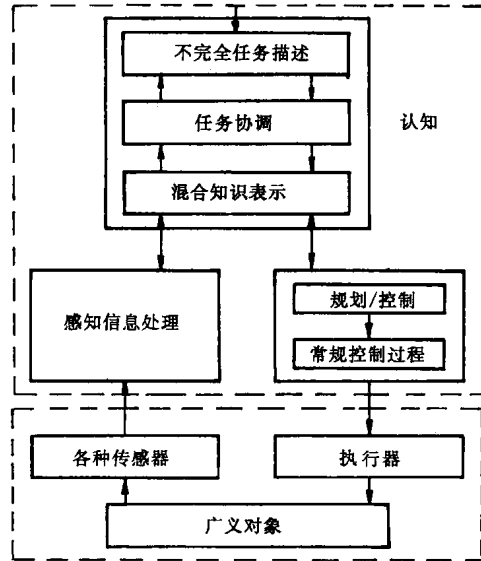 不完全任务描述
任务协调
认知
混合知识表示
感知信息处理
规划/控制
常规控制过程
各种传感器
执行器
广义对象